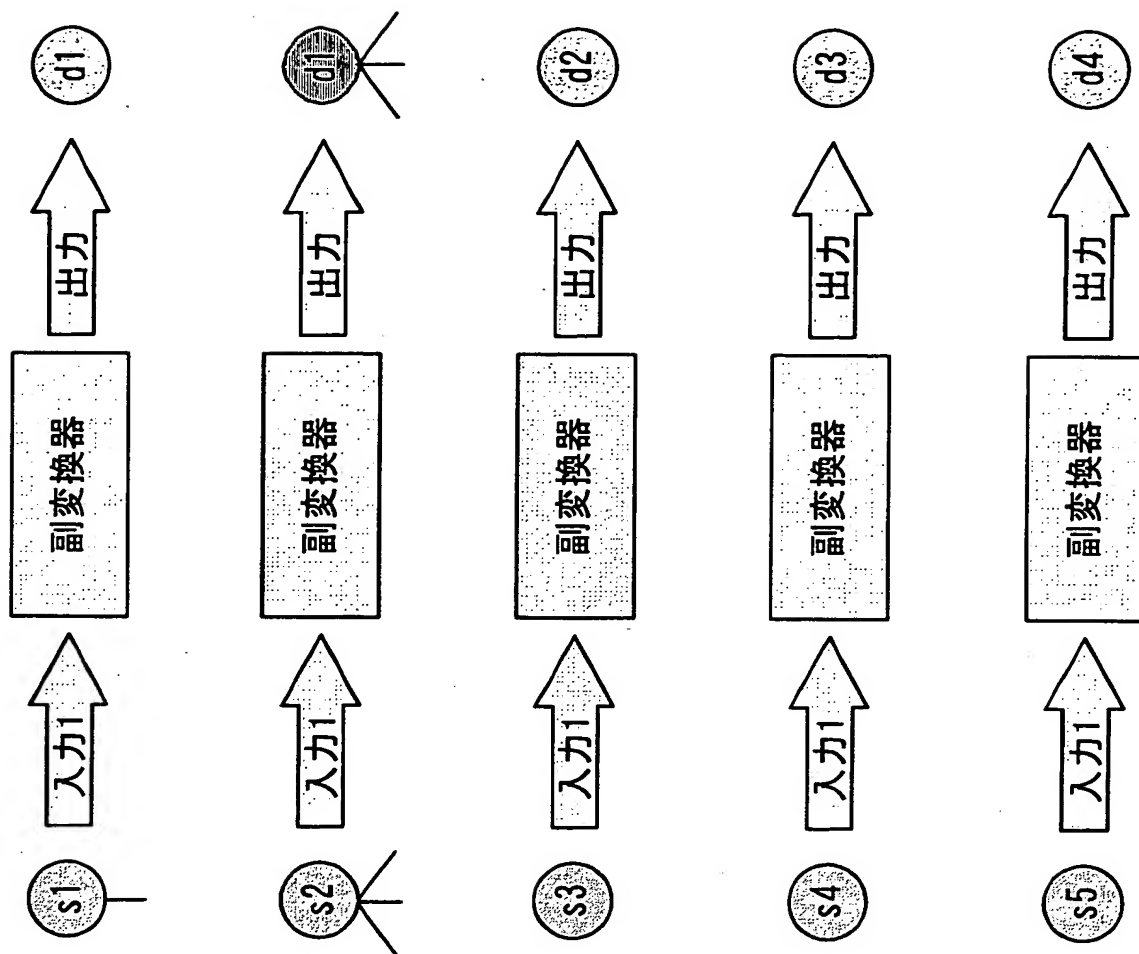 s1 入力1 副変換器 出力 d1
s2 入力1 副変換器 出力 d1
s3 入力1 副変換器 出力 d2
s4 入力1 副変換器 出力 d3
s5 入力1 副変換器 出力 d4